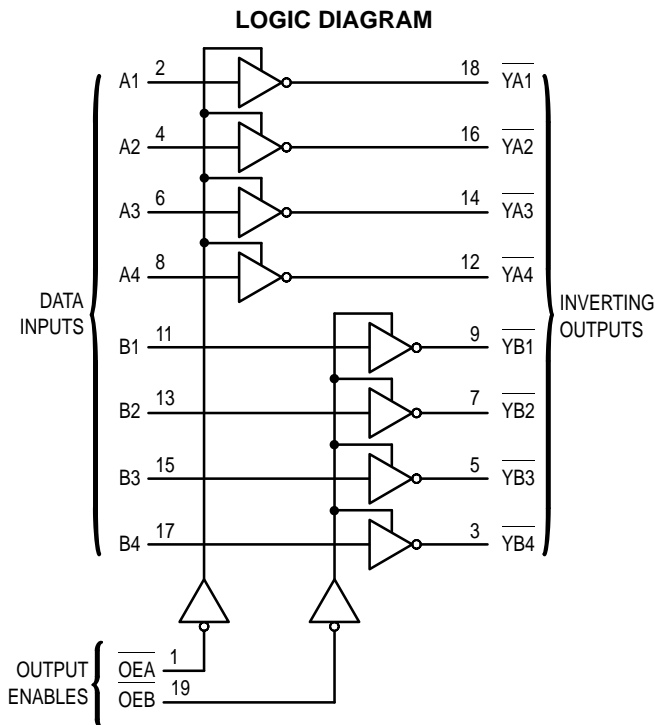 LOGIC DIAGRAM
A1 2 18 YA1
A2 4 16 YA2
A3 6 14 YA3
A4 8 12 YA4
DATA
INPUTS
INVERTING
OUTPUTS
B1 11 9 YB1
B2 13 7 YB2
B3 15 5 YB3
B4 17 3 YB4
OUTPUT
ENABLES
OEA 1
OEB 19